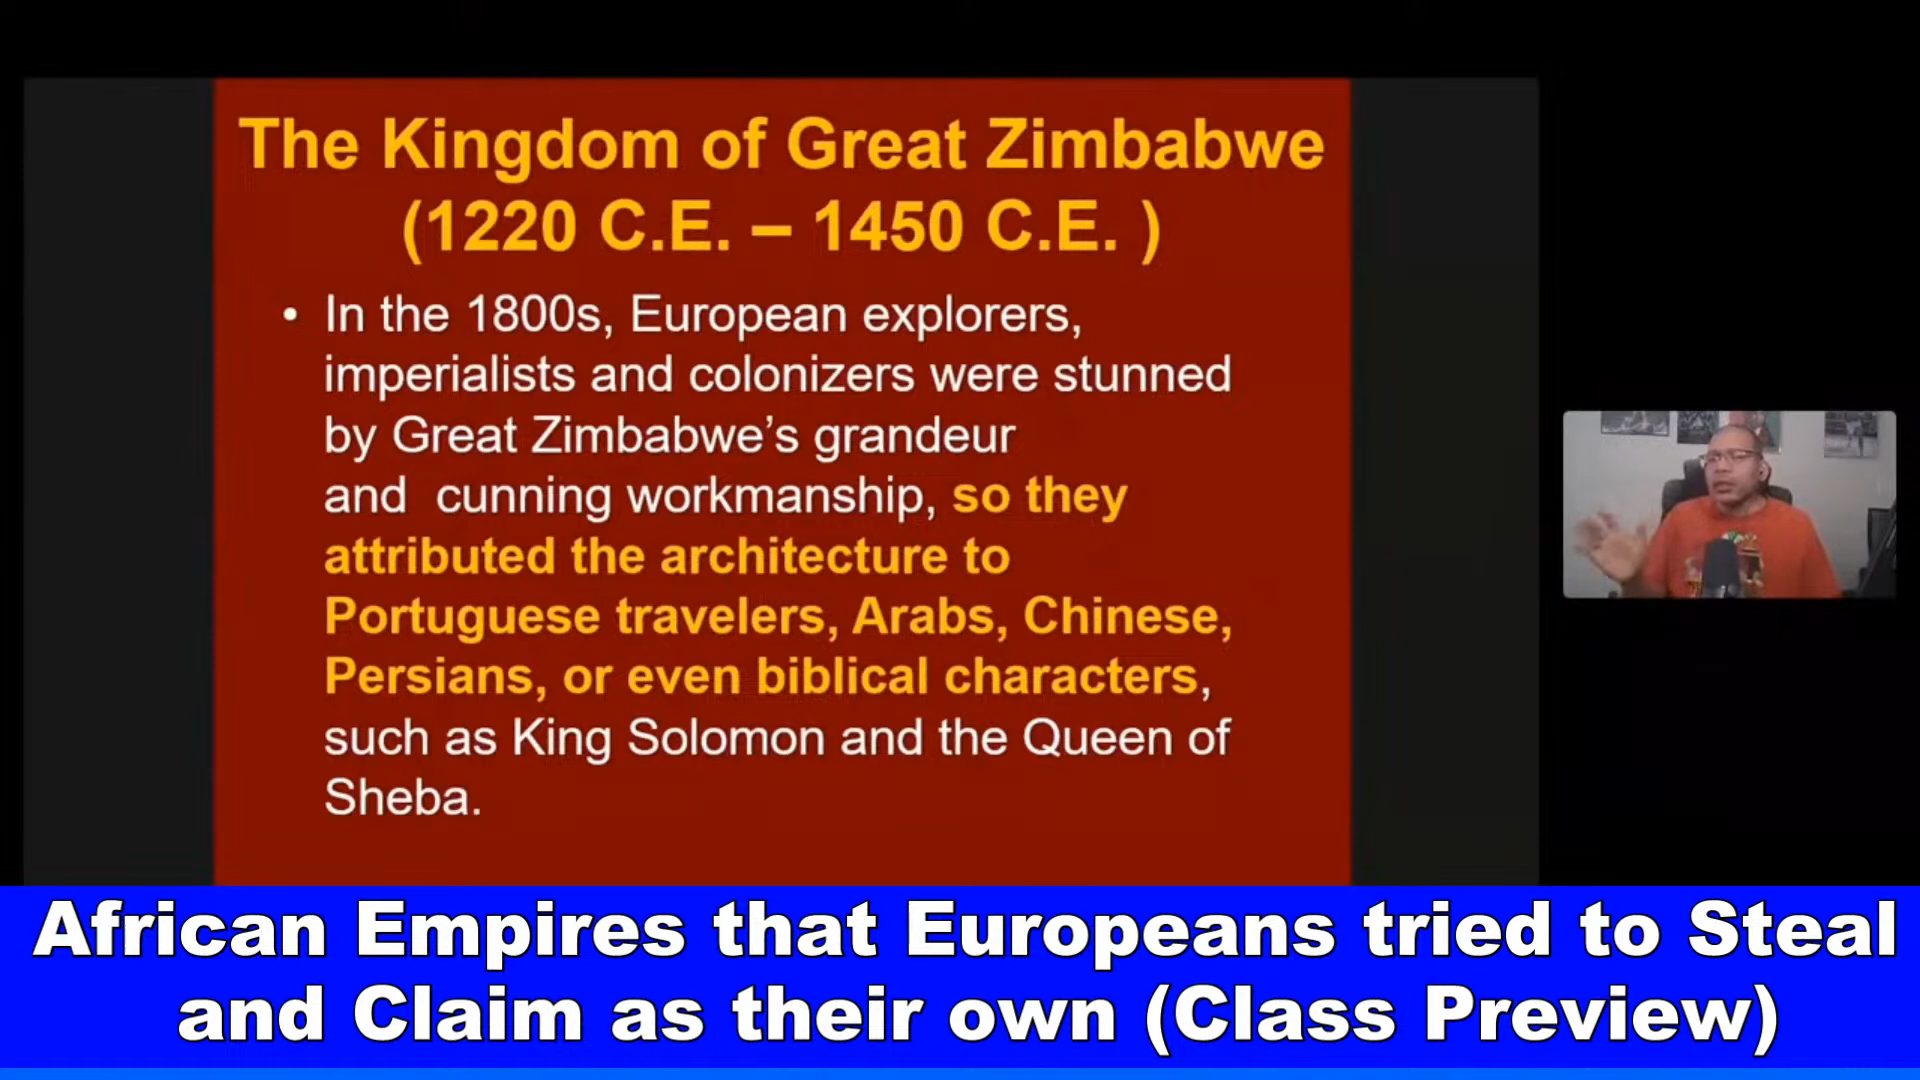 The Kingdom of Great Zimbabwe
(1220 C.E. – 1450 C.E. )
• In the 1800s, European explorers,
imperialists and colonizers were stunned
by Great Zimbabwe’s grandeur
and cunning workmanship, so they
attributed the architecture to
Portuguese travelers, Arabs, Chinese,
Persians, or even biblical characters,
such as King Solomon and the Queen of
Sheba.
African Empires that Europeans tried to Steal
and Claim as their own (Class Preview)